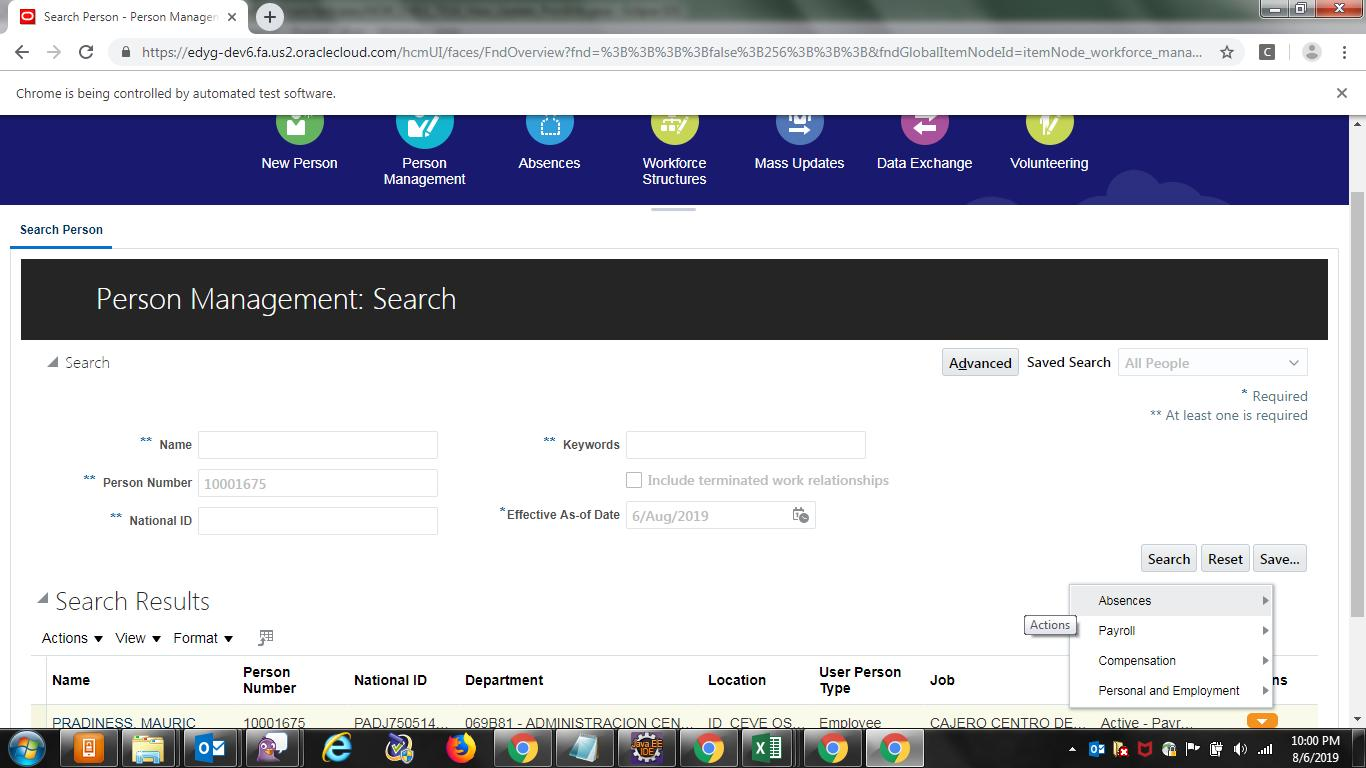 Search Person - Person Managen
https://edyg-dev6.fa.us2.oraclecloud.com/hcmUI/faces/FndOverview?fnd=%3B%3B%3B%3Bfalse%3B256%3B%3B%3B&fndGlobalItemNodeId=itemNode_workforce_mana...
C
Chrome is being controlled by automated test software.
New Person
Person Management
Absences
Workforce Structures
Mass Updates
Data Exchange
Volunteering
Search Person
Person Management: Search
Search
Advanced
Saved Search
All People
* Required
** At least one is required
** Name
** Keywords
** Person Number
10001675
Include terminated work relationships
** National ID
*Effective As-of Date
6/Aug/2019
Search
Reset
Save...
Search Results
Absences
Actions
Payroll
Compensation
Personal and Employment
Actions
View
Format
Name
Person Number
National ID
Department
Location
User Person Type
Job
ns
PRADINESS, MAURIC
10001675
PADJ750514...
069B81 - ADMINISTRACION CEN...
ID_CEVE OS...
Employee
CAJERO CENTRO DE...
Active - Payr...
Java EE
IDE
10:00 PM
8/6/2019